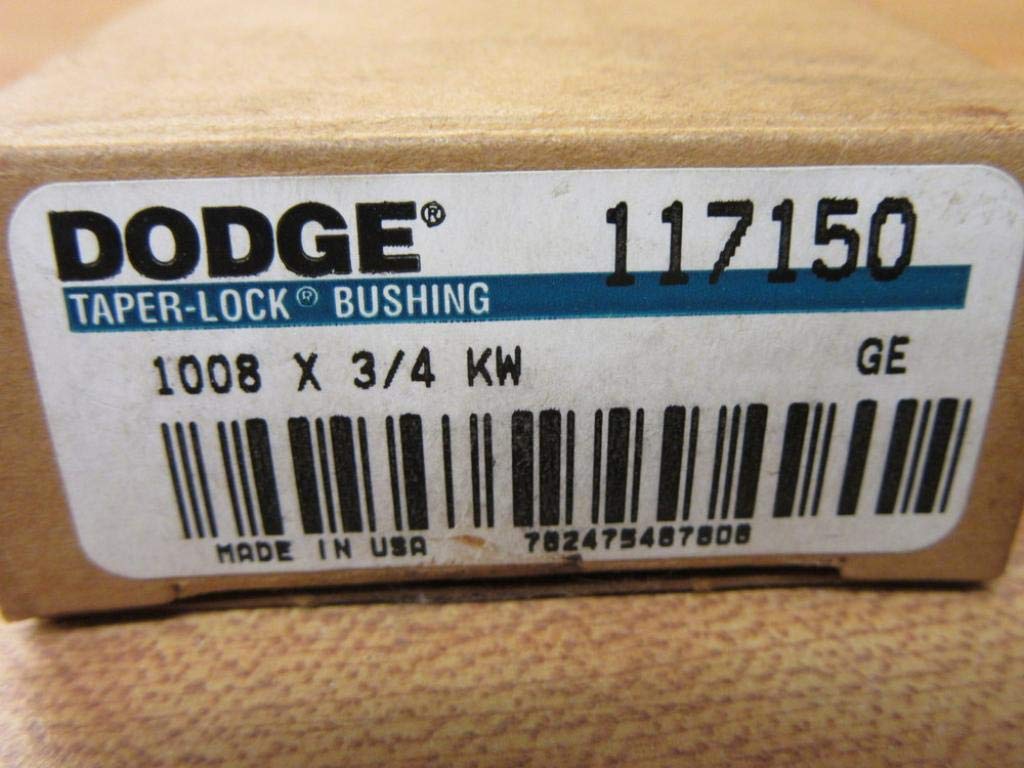 DODGE® 117150
TAPER-LOCK® BUSHING
1008 X 3/4 KW GE
MADE IN USA 782475487808